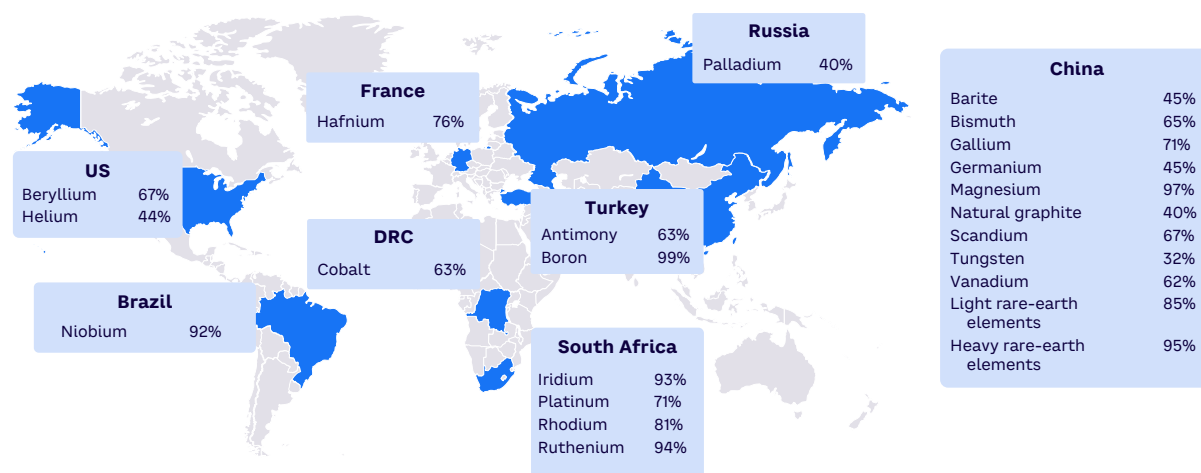 Russia
Palladium 40%
France
Hafnium 76%
US
Beryllium 67%
Helium 44%
DRC
Cobalt 63%
Turkey
Antimony 63%
Boron 99%
Brazil
Niobium 92%
South Africa
Iridium 93%
Platinum 71%
Rhodium 81%
Ruthenium 94%
China
Barite 45%
Bismuth 65%
Gallium 71%
Germanium 45%
Magnesium 97%
Natural graphite 40%
Scandium 67%
Tungsten 32%
Vanadium 62%
Light rare-earth 85%
elements
Heavy rare-earth 95%
elements